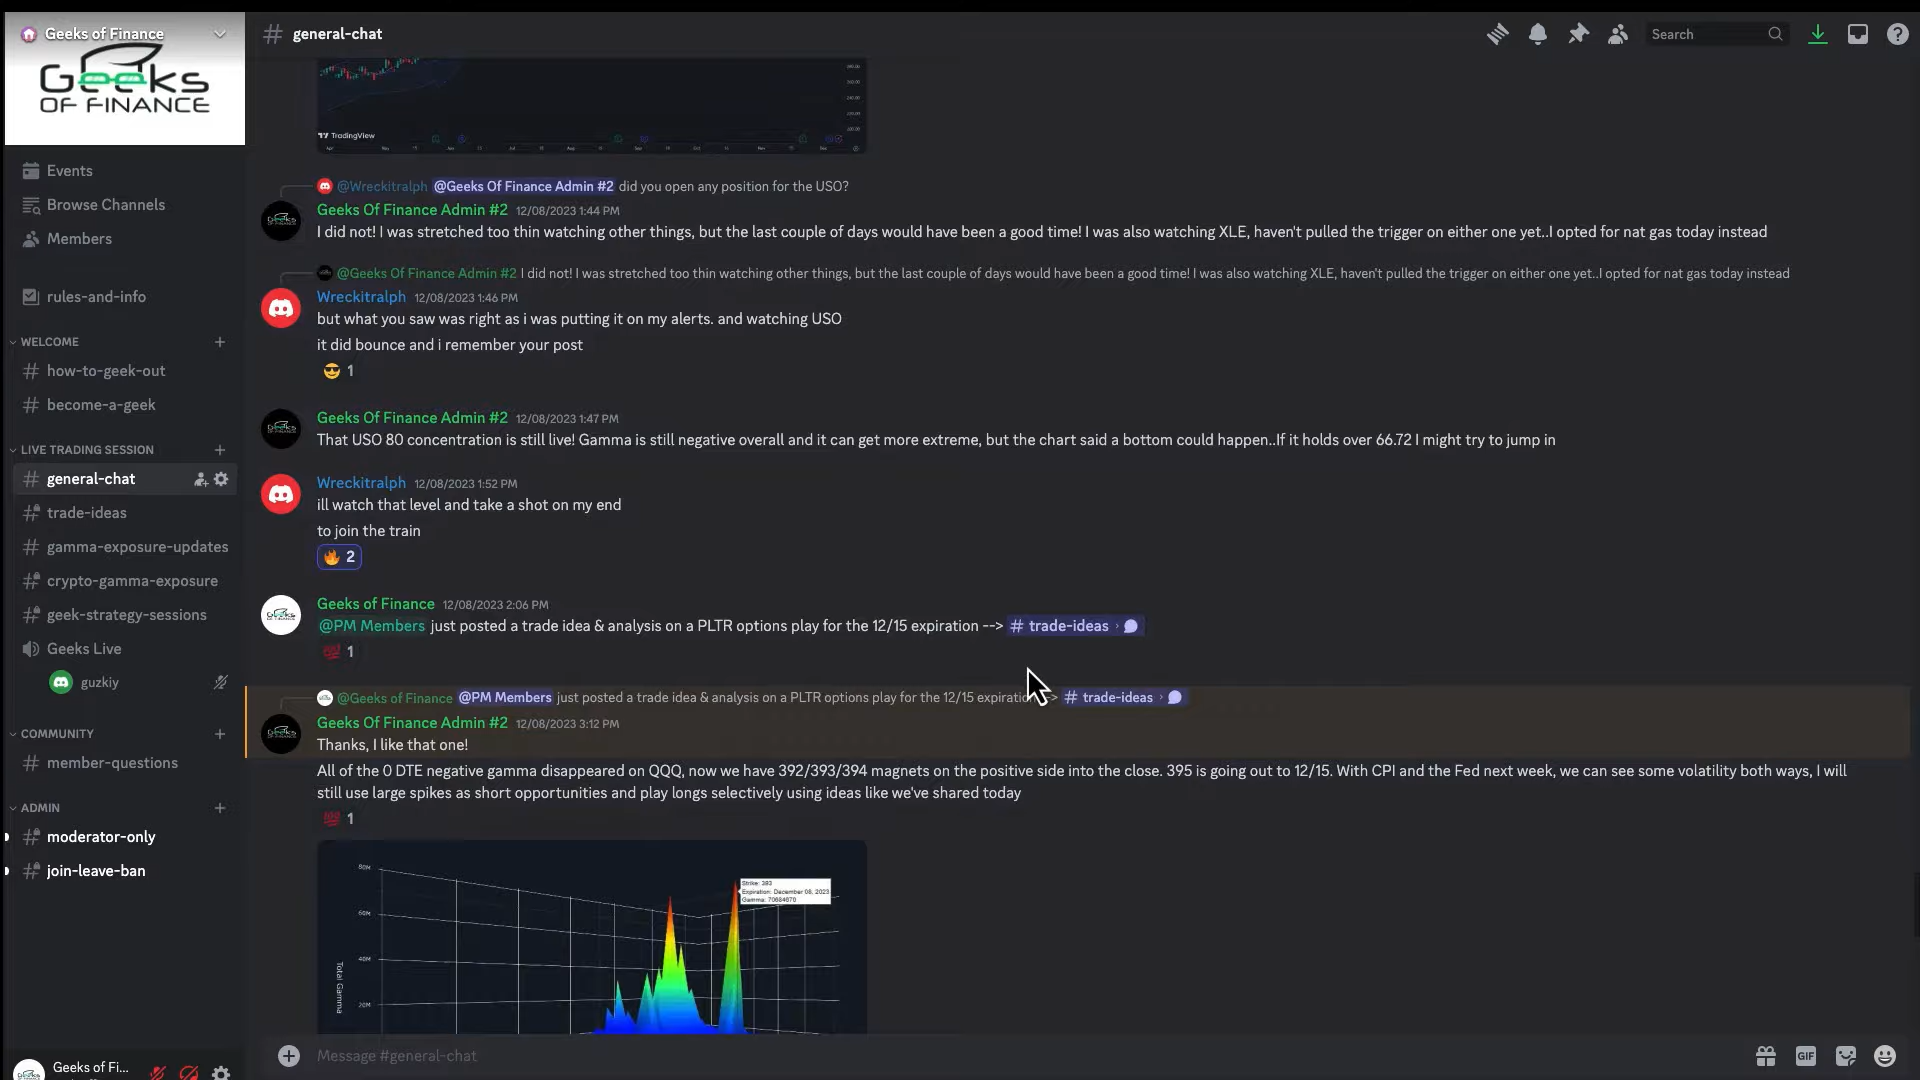 Geeks of Finance
Geeks
OF FINANCE
Events
Browse Channels
Members
rules-and-info
WELCOME
how-to-geek-out
become-a-geek
LIVE TRADING SESSION
general-chat
trade-ideas
gamma-exposure-updates
crypto-gamma-exposure
geek-strategy-sessions
Geeks Live
guzkiy
COMMUNITY
member-questions
ADMIN
moderator-only
join-leave-ban
Geeks of Fi...
general-chat
Search
TradingView
@Wreckitralph @Geeks Of Finance Admin #2 did you open any position for the USO?
Geeks Of Finance Admin #2 12/08/2023 1:44 PM
I did not! I was stretched too thin watching other things, but the last couple of days would have been a good time! I was also watching XLE, haven't pulled the trigger on either one yet..I opted for nat gas today instead
@Geeks Of Finance Admin #2 I did not! I was stretched too thin watching other things, but the last couple of days would have been a good time! I was also watching XLE, haven't pulled the trigger on either one yet..I opted for nat gas today instead
Wreckitralph 12/08/2023 1:46 PM
but what you saw was right as i was putting it on my alerts. and watching USO
it did bounce and i remember your post
1
Geeks Of Finance Admin #2 12/08/2023 1:47 PM
That USO 80 concentration is still live! Gamma is still negative overall and it can get more extreme, but the chart said a bottom could happen..If it holds over 66.72 I might try to jump in
Wreckitralph 12/08/2023 1:52 PM
ill watch that level and take a shot on my end
to join the train
2
Geeks of Finance 12/08/2023 2:06 PM
@PM Members just posted a trade idea & analysis on a PLTR options play for the 12/15 expiration --> # trade-ideas ›
1
@Geeks of Finance @PM Members just posted a trade idea & analysis on a PLTR options play for the 12/15 expiration --> # trade-ideas ›
Geeks Of Finance Admin #2 12/08/2023 3:12 PM
Thanks, I like that one!
All of the 0 DTE negative gamma disappeared on QQQ, now we have 392/393/394 magnets on the positive side into the close. 395 is going out to 12/15. With CPI and the Fed next week, we can see some volatility both ways, I will
still use large spikes as short opportunities and play longs selectively using ideas like we've shared today
1
80M
60M
40M
20M
Total Gamma
Strike: 393
Expiration: December 08, 2023
Gamma: 70684670
Message #general-chat
GIF